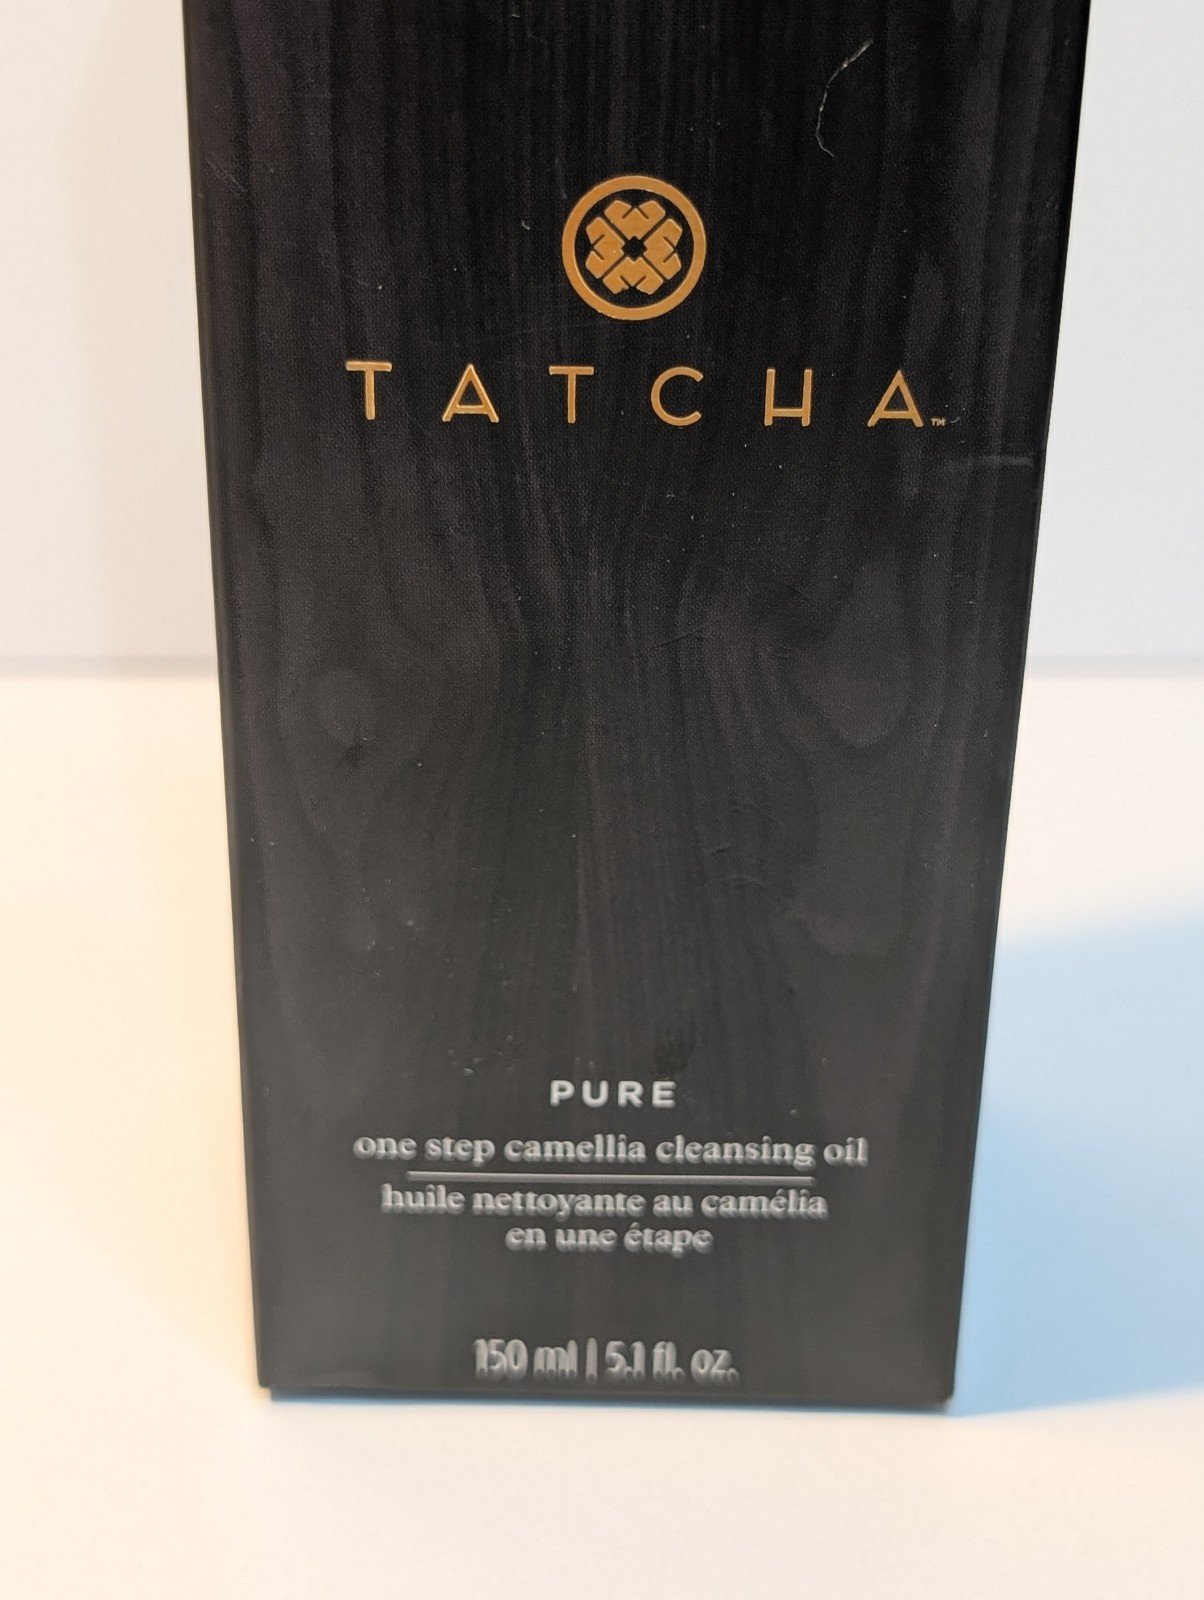 TATCHA™
PURE
one step camellia cleansing oil
huile nettoyante au camélia
en une étape
150 ml | 5.1 fl. oz.